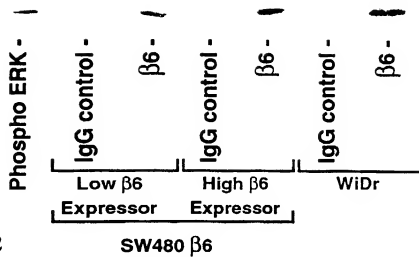 Phospho ERK -
IgG control -
β6 -
IgG control -
β6 -
IgG control -
β6 -
Low β6 High β6 WiDr
Expressor Expressor
SW480 β6